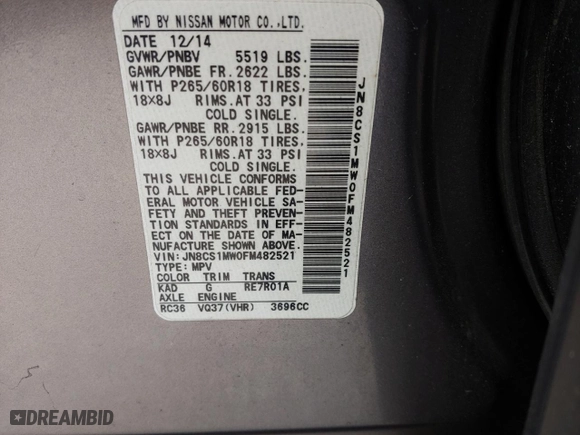 MFD BY NISSAN MOTOR CO.,LTD.
DATE 12/14
GVWR/PNBV 5519 LBS.
GAWR/PNBE FR. 2622 LBS.
WITH P265/60R18 TIRES,
18X8J RIMS.AT 33 PSI
COLD SINGLE.
GAWR/PNBE RR. 2915 LBS.
WITH P265/60R18 TIRES,
18X8J RIMS.AT 33 PSI
COLD SINGLE.
THIS VEHICLE CONFORMS
TO ALL APPLICABLE FED-
ERAL MOTOR VEHICLE SA-
FETY AND THEFT PREVEN-
TION STANDARDS IN EFF-
ECT ON THE DATE OF MA-
NUFACTURE SHOWN ABOVE.
VIN: JN8CS1MW0FM482521
TYPE: MPV
COLOR TRIM TRANS
KAD G RE7R01A
AXLE ENGINE
RC36 VQ37(VHR) 3696CC
JN8CS1MW0FM482521
DREAMBID